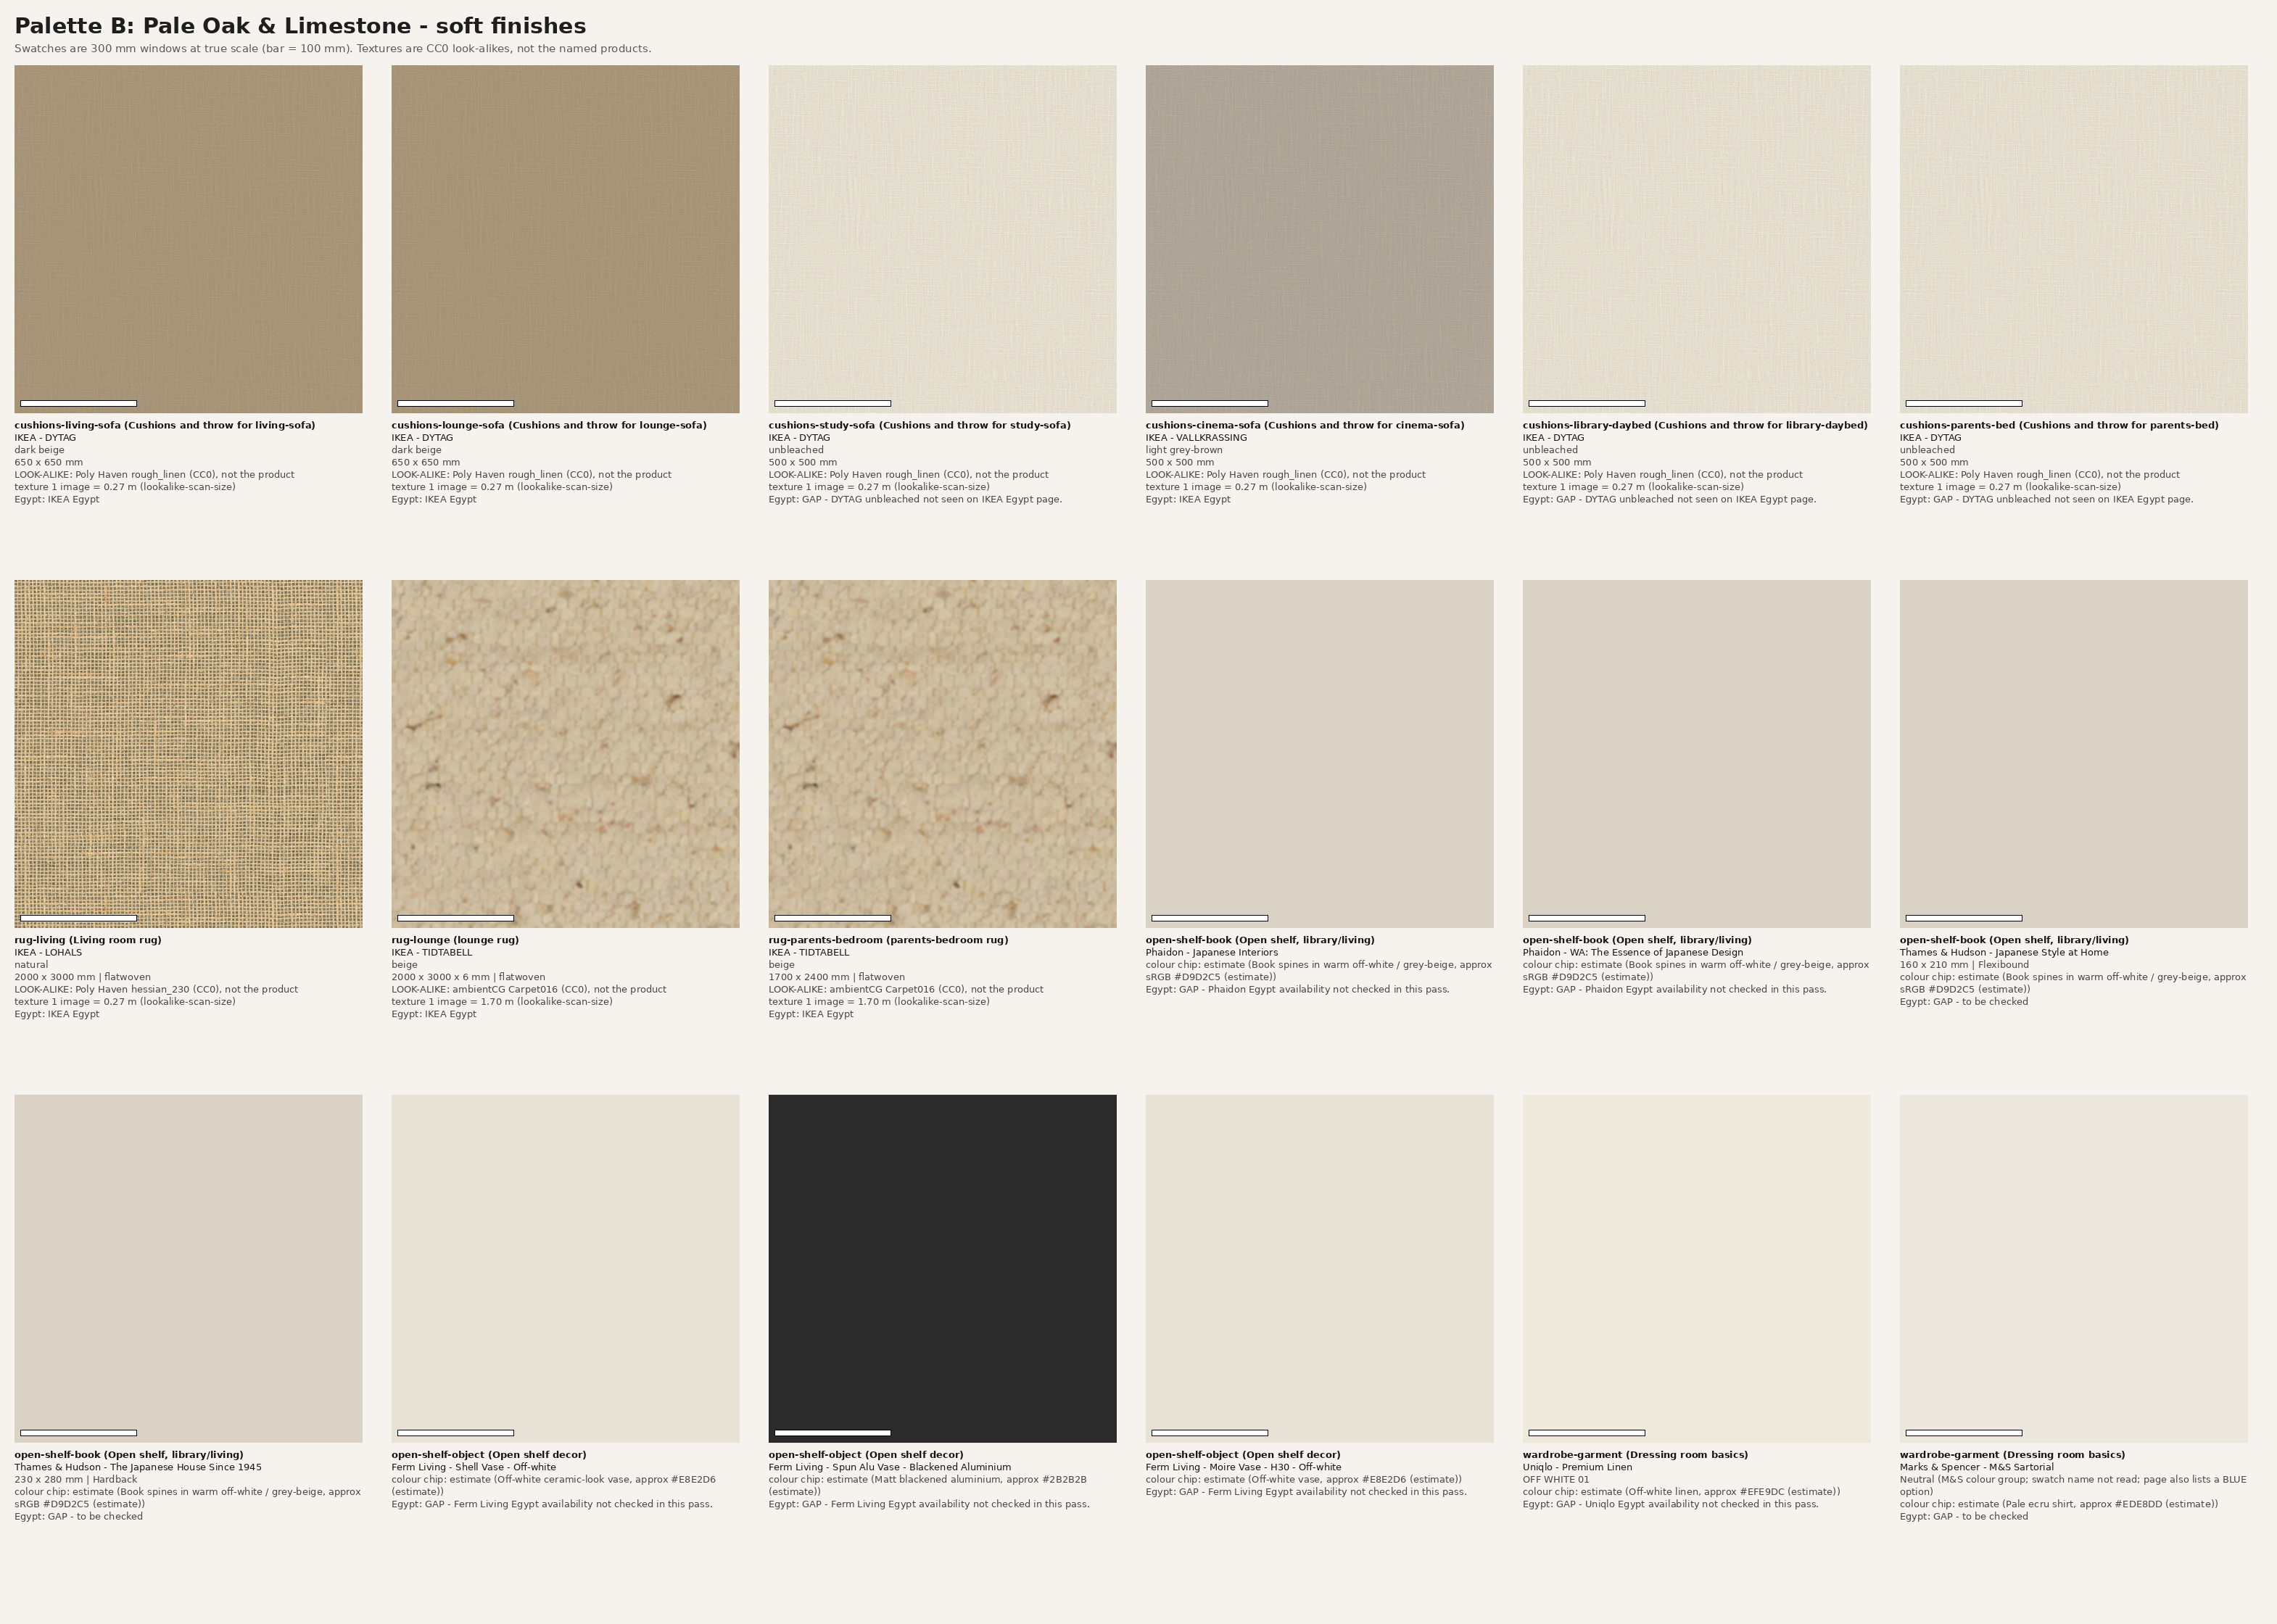 Palette B: Pale Oak & Limestone - soft finishes
Swatches are 300 mm windows at true scale (bar = 100 mm). Textures are CC0 look-alikes, not the named products.
cushions-living-sofa (Cushions and throw for living-sofa)
IKEA - DYTAG
dark beige
650 x 650 mm
LOOK-ALIKE: Poly Haven rough_linen (CC0), not the product
texture 1 image = 0.27 m (lookalike-scan-size)
Egypt: IKEA Egypt
cushions-lounge-sofa (Cushions and throw for lounge-sofa)
IKEA - DYTAG
dark beige
650 x 650 mm
LOOK-ALIKE: Poly Haven rough_linen (CC0), not the product
texture 1 image = 0.27 m (lookalike-scan-size)
Egypt: IKEA Egypt
cushions-study-sofa (Cushions and throw for study-sofa)
IKEA - DYTAG
unbleached
500 x 500 mm
LOOK-ALIKE: Poly Haven rough_linen (CC0), not the product
texture 1 image = 0.27 m (lookalike-scan-size)
Egypt: GAP - DYTAG unbleached not seen on IKEA Egypt page.
cushions-cinema-sofa (Cushions and throw for cinema-sofa)
IKEA - VALLKRASSING
light grey-brown
500 x 500 mm
LOOK-ALIKE: Poly Haven rough_linen (CC0), not the product
texture 1 image = 0.27 m (lookalike-scan-size)
Egypt: IKEA Egypt
cushions-library-daybed (Cushions and throw for library-daybed)
IKEA - DYTAG
unbleached
500 x 500 mm
LOOK-ALIKE: Poly Haven rough_linen (CC0), not the product
texture 1 image = 0.27 m (lookalike-scan-size)
Egypt: GAP - DYTAG unbleached not seen on IKEA Egypt page.
cushions-parents-bed (Cushions and throw for parents-bed)
IKEA - DYTAG
unbleached
500 x 500 mm
LOOK-ALIKE: Poly Haven rough_linen (CC0), not the product
texture 1 image = 0.27 m (lookalike-scan-size)
Egypt: GAP - DYTAG unbleached not seen on IKEA Egypt page.
rug-living (Living room rug)
IKEA - LOHALS
natural
2000 x 3000 mm | flatwoven
LOOK-ALIKE: Poly Haven hessian_230 (CC0), not the product
texture 1 image = 0.27 m (lookalike-scan-size)
Egypt: IKEA Egypt
rug-lounge (lounge rug)
IKEA - TIDTABELL
beige
2000 x 3000 x 6 mm | flatwoven
LOOK-ALIKE: ambientCG Carpet016 (CC0), not the product
texture 1 image = 1.70 m (lookalike-scan-size)
Egypt: IKEA Egypt
rug-parents-bedroom (parents-bedroom rug)
IKEA - TIDTABELL
beige
1700 x 2400 mm | flatwoven
LOOK-ALIKE: ambientCG Carpet016 (CC0), not the product
texture 1 image = 1.70 m (lookalike-scan-size)
Egypt: IKEA Egypt
open-shelf-book (Open shelf, library/living)
Phaidon - Japanese Interiors
colour chip: estimate (Book spines in warm off-white / grey-beige, approx
sRGB #D9D2C5 (estimate))
Egypt: GAP - Phaidon Egypt availability not checked in this pass.
open-shelf-book (Open shelf, library/living)
Phaidon - WA: The Essence of Japanese Design
colour chip: estimate (Book spines in warm off-white / grey-beige, approx
sRGB #D9D2C5 (estimate))
Egypt: GAP - Phaidon Egypt availability not checked in this pass.
open-shelf-book (Open shelf, library/living)
Thames & Hudson - Japanese Style at Home
160 x 210 mm | Flexibound
colour chip: estimate (Book spines in warm off-white / grey-beige, approx
sRGB #D9D2C5 (estimate))
Egypt: GAP - to be checked
open-shelf-book (Open shelf, library/living)
Thames & Hudson - The Japanese House Since 1945
230 x 280 mm | Hardback
colour chip: estimate (Book spines in warm off-white / grey-beige, approx
sRGB #D9D2C5 (estimate))
Egypt: GAP - to be checked
open-shelf-object (Open shelf decor)
Ferm Living - Shell Vase - Off-white
colour chip: estimate (Off-white ceramic-look vase, approx #E8E2D6
(estimate))
Egypt: GAP - Ferm Living Egypt availability not checked in this pass.
open-shelf-object (Open shelf decor)
Ferm Living - Spun Alu Vase - Blackened Aluminium
colour chip: estimate (Matt blackened aluminium, approx #2B2B2B
(estimate))
Egypt: GAP - Ferm Living Egypt availability not checked in this pass.
open-shelf-object (Open shelf decor)
Ferm Living - Moire Vase - H30 - Off-white
colour chip: estimate (Off-white vase, approx #E8E2D6 (estimate))
Egypt: GAP - Ferm Living Egypt availability not checked in this pass.
wardrobe-garment (Dressing room basics)
Uniqlo - Premium Linen
OFF WHITE 01
colour chip: estimate (Off-white linen, approx #EFE9DC (estimate))
Egypt: GAP - Uniqlo Egypt availability not checked in this pass.
wardrobe-garment (Dressing room basics)
Marks & Spencer - M&S Sartorial
Neutral (M&S colour group; swatch name not read; page also lists a BLUE
option)
colour chip: estimate (Pale ecru shirt, approx #EDE8DD (estimate))
Egypt: GAP - to be checked